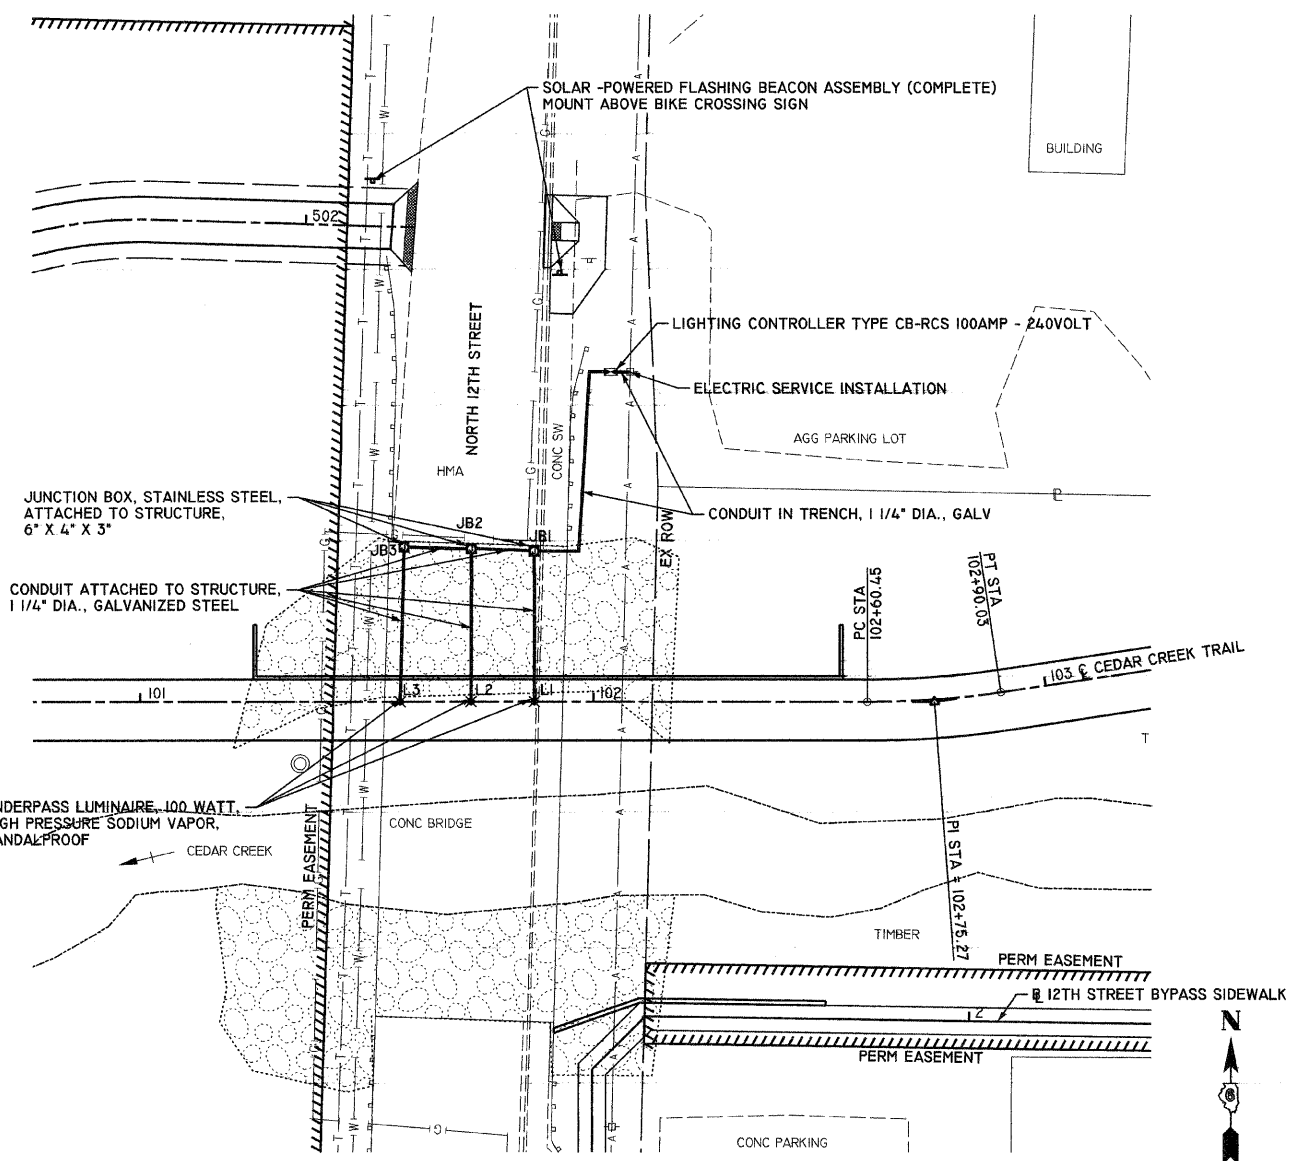 SOLAR -POWERED FLASHING BEACON ASSEMBLY (COMPLETE)
MOUNT ABOVE BIKE CROSSING SIGN
BUILDING
502
NORTH 12TH STREET
LIGHTING CONTROLLER TYPE CB-RCS 100AMP - 240VOLT
ELECTRIC SERVICE INSTALLATION
AGG PARKING LOT
CONC SW
HMA
JUNCTION BOX, STAINLESS STEEL,
ATTACHED TO STRUCTURE,
6" X 4" X 3"
CONDUIT IN TRENCH, 1 1/4" DIA., GALV
JB3
JB2
JB1
EX ROW
CONDUIT ATTACHED TO STRUCTURE,
1 1/4" DIA., GALVANIZED STEEL
PC STA
102+60.45
PT STA
102+90.03
101
L3
L2
L1
102
103 ℄ CEDAR CREEK TRAIL
T
NDERPASS LUMINAIRE, 100 WATT,
GH PRESSURE SODIUM VAPOR,
ANDALPROOF
CONC BRIDGE
CEDAR CREEK
PERM EASEMENT
PI STA = 102+75.27
TIMBER
PERM EASEMENT
12TH STREET BYPASS SIDEWALK
2
PERM EASEMENT
N
6
CONC PARKING